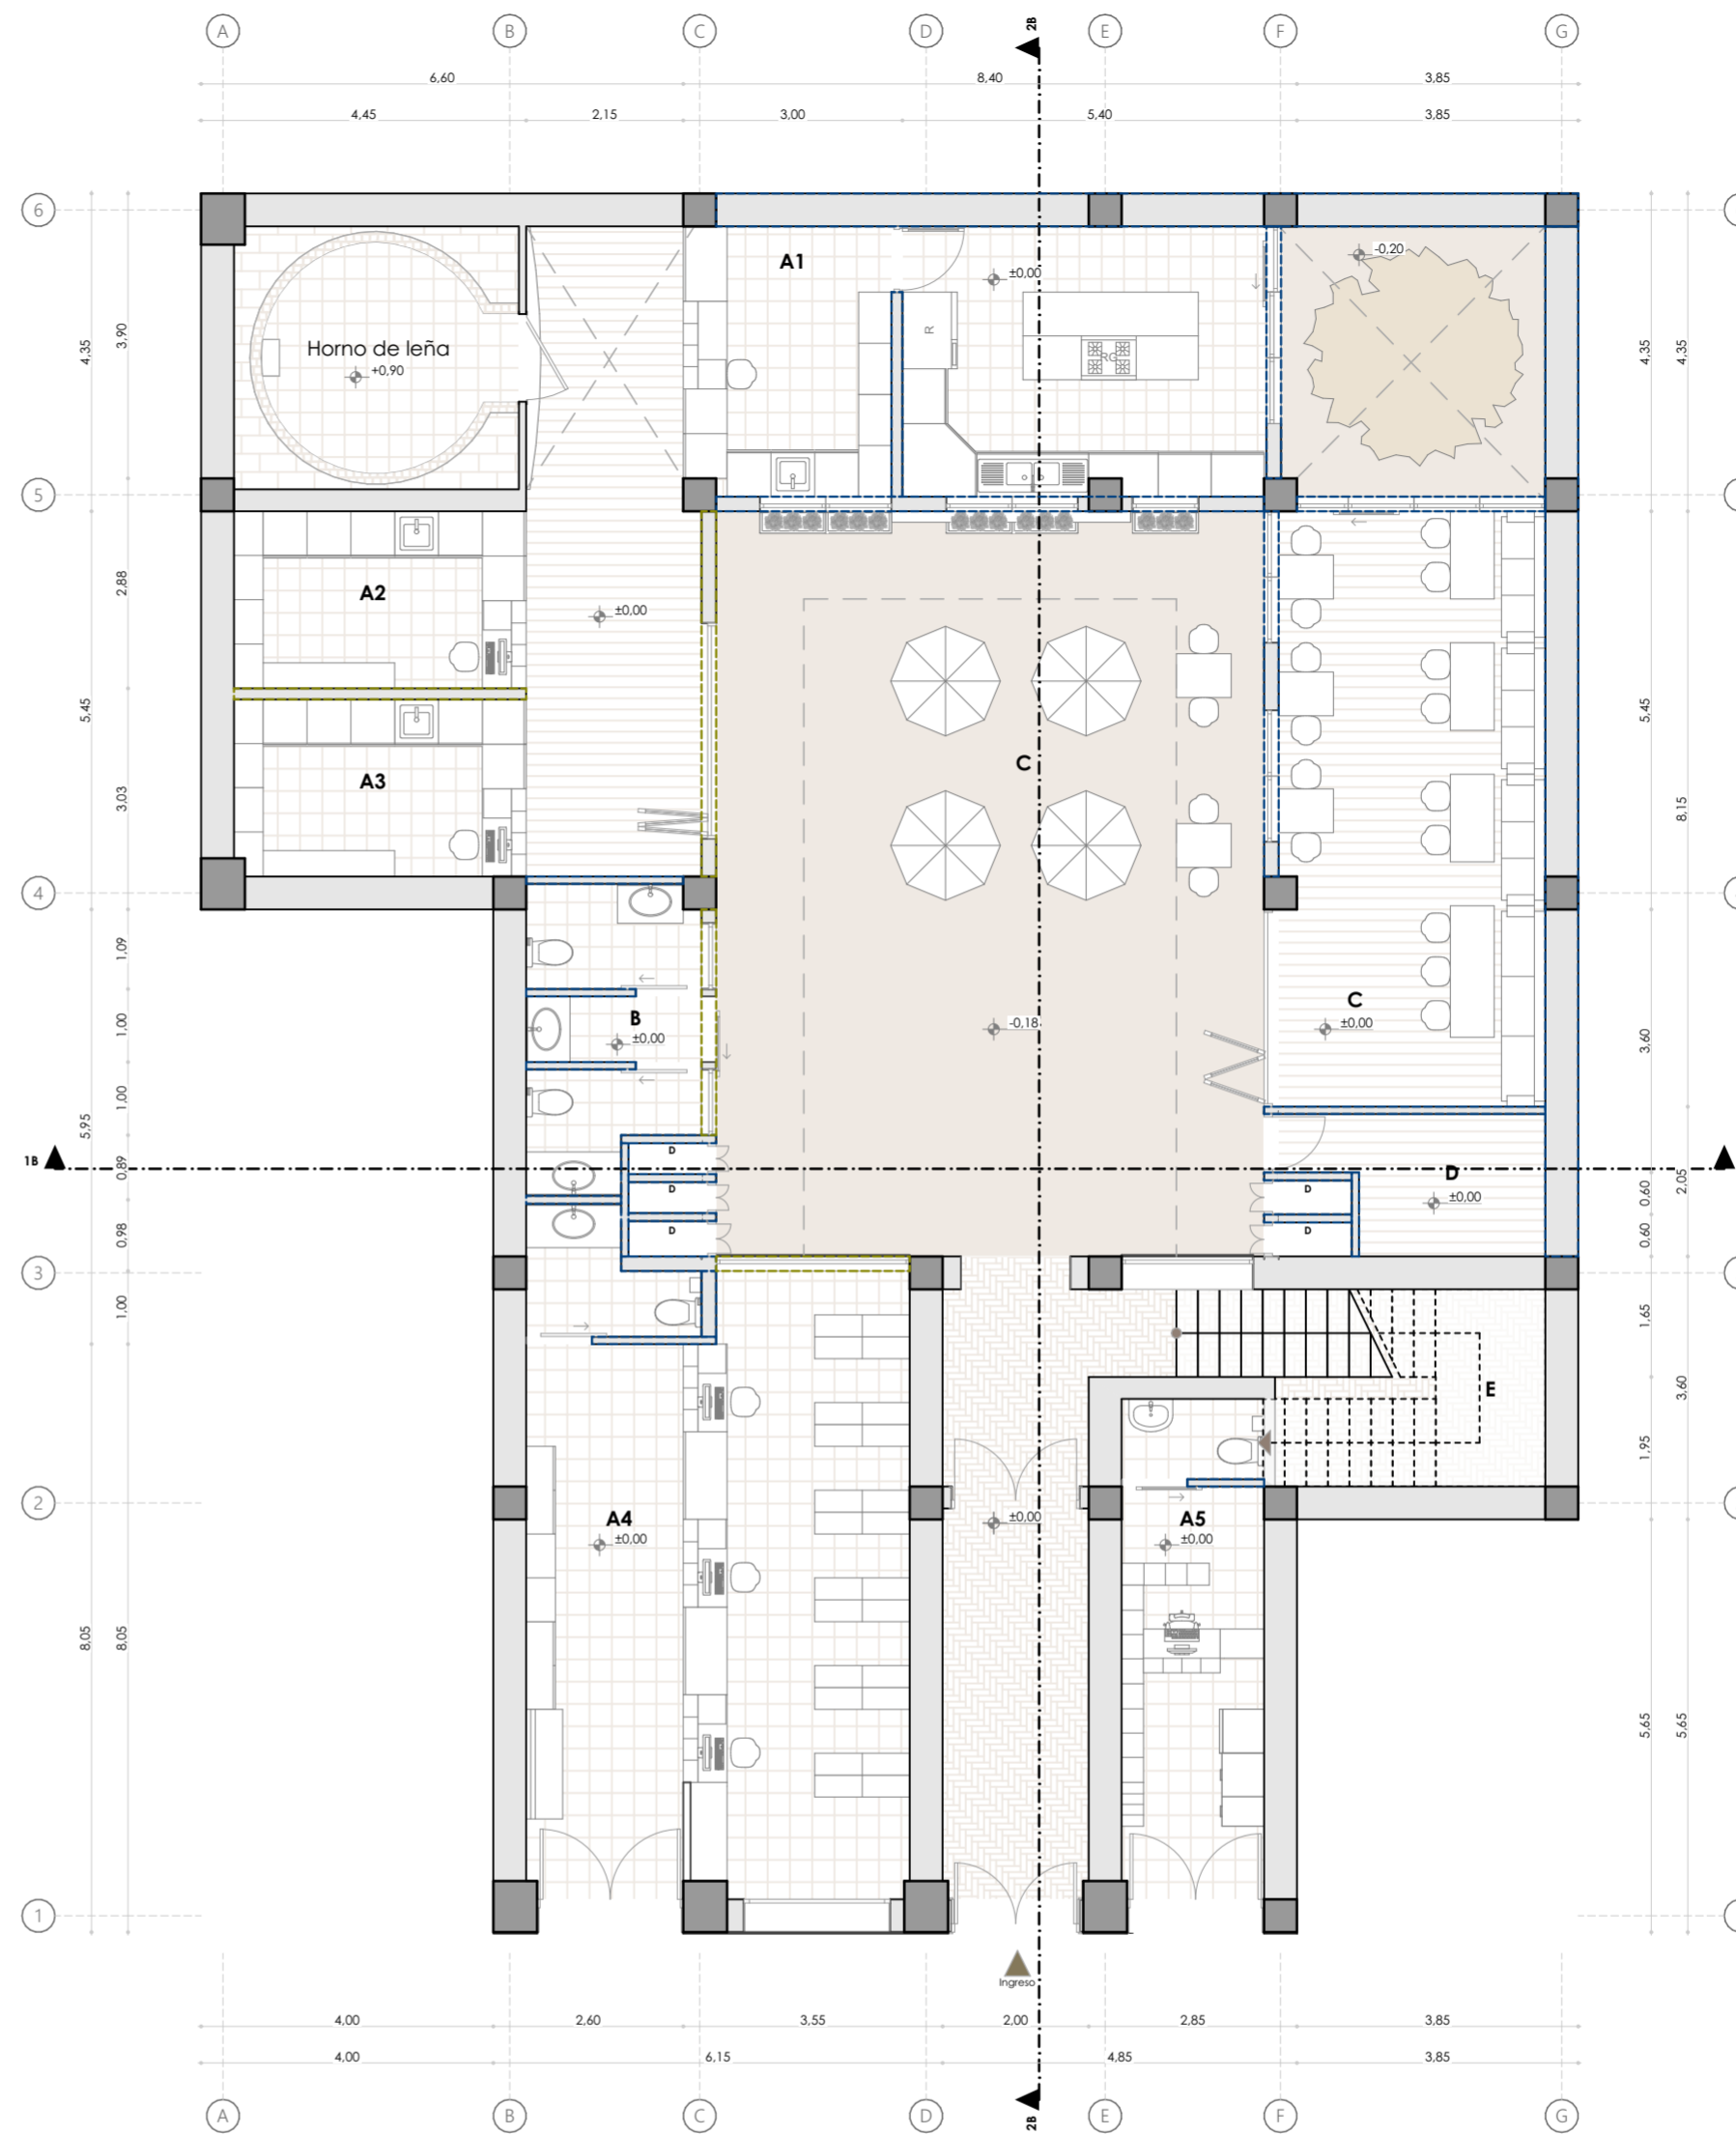 A B C D 2B E F G
6,60 8,40 3,85
4,45 2,15 3,00 5,40 3,85
6
A1
-0,20
±0,00
4,35 3,90 4,35 4,35
R
Horno de leña
RG
+0,90
5
2,88
A2
±0,00
5,45 5,45
C
A3
3,03 8,15
4
1,09
C
B
1,00 ±0,00 -0,18 ±0,00 3,60
1,00
5,95
D
1B
0,89
D
2,05
D D
0,60
±0,00
D D
0,98 0,60
3
1,00 1,65
E
3,60
1,95
2
A4 ±0,00 A5
±0,00 ±0,00
8,05 8,05 5,65 5,65
1
Ingreso
4,00 2,60 3,55 2,00 2,85 3,85
4,00 6,15 4,85 3,85
A B C D 2B E F G